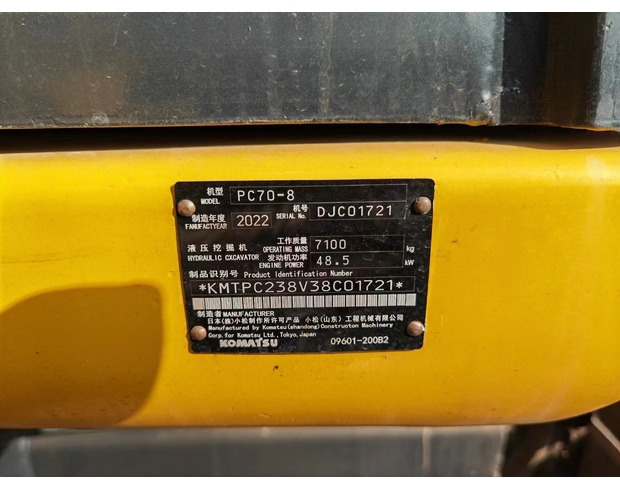 机型 MODEL PC70-8
制造年度 FANUFACTYEAR 2022 机号 SERIAL No. DJC01721
液压挖掘机 HYDRAULIC CXCAVATOR 工作质量 OPERATING MASS 7100 kg
发动机功率 ENGINE POWER 48.5 kW
制品识别号 Product Identification Number
*KMTPC238V38C01721*
制造者 MANUFACTURER
日本(株)小松制作所许可产品 小松(山东)工程机械有限公司
Manufactured by Komatsu(shandong)Constructon Machinery
Corp.for Komatsu Ltd.,Tokyo,Japan
KOMATSU 09601-200B2